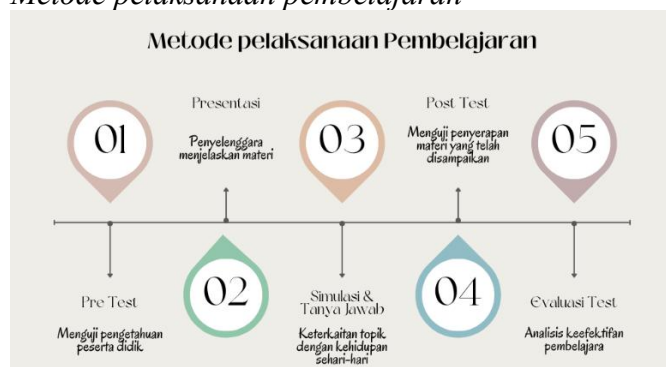 Metode pelaksanaan pembelajaran
Metode pelaksanaan Pembelajaran
01
Pre Test
Menguji pengetahuan
peserta didik
Presentasi
Penyelenggara
menjelaskan materi
02
03
Simulasi &
Tanya Jawab
Keterkaitan topik
dengan kehidupan
sehari-hari
Post Test
Menguji penyerapan
materi yang telah
disampaikan
04
05
Evaluasi Test
Analisis keefektifan
pembelajara